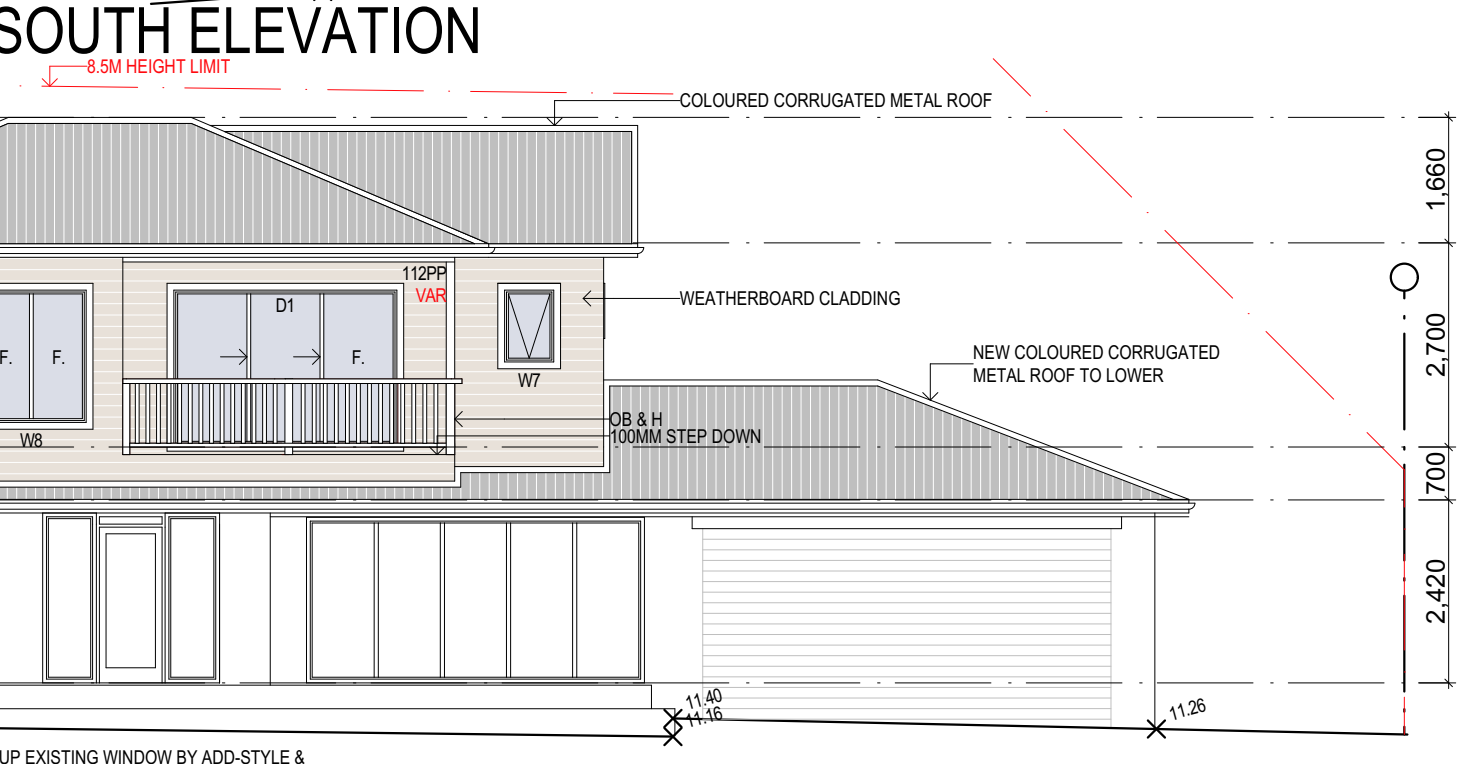 SOUTH ELEVATION
8.5M HEIGHT LIMIT
COLOURED CORRUGATED METAL ROOF
1,660
112PP
VAR
D1
WEATHERBOARD CLADDING
2,700
F.
F.
F.
NEW COLOURED CORRUGATED
METAL ROOF TO LOWER
W7
W8
OB & H
100MM STEP DOWN
700
2,420
11.40
11.16
11.26
UP EXISTING WINDOW BY ADD-STYLE &